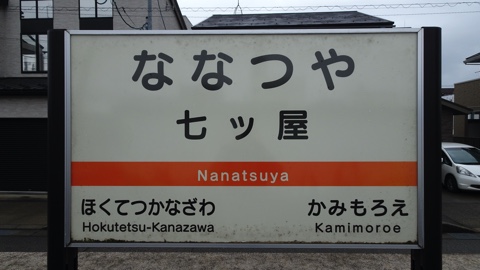 ななつや
七ッ屋
Nanatsuya
ほくてつかなざわ かみもろえ
Hokutetsu-Kanazawa Kamimoroe